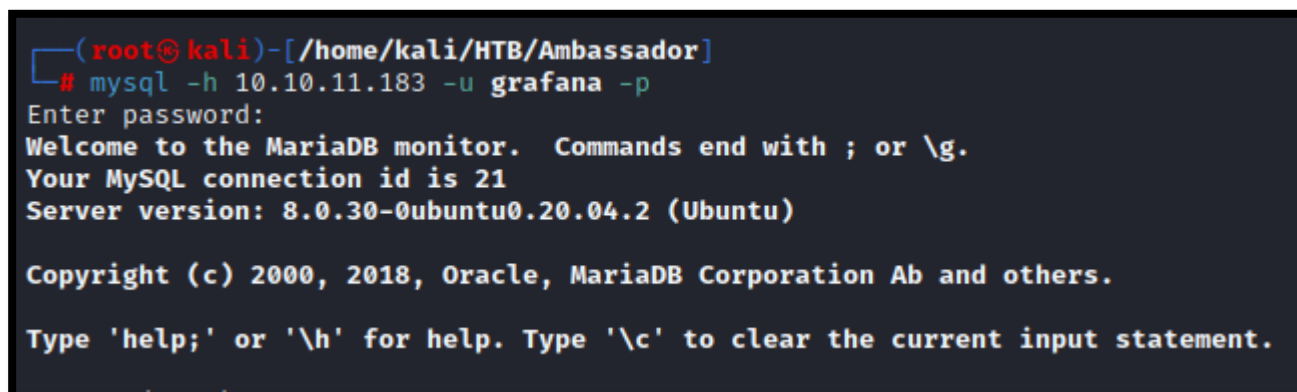 (root㉿kali)-[/home/kali/HTB/Ambassador]
# mysql -h 10.10.11.183 -u grafana -p
Enter password:
Welcome to the MariaDB monitor.  Commands end with ; or \g.
Your MySQL connection id is 21
Server version: 8.0.30-0ubuntu0.20.04.2 (Ubuntu)
Copyright (c) 2000, 2018, Oracle, MariaDB Corporation Ab and others.
Type 'help;' or '\h' for help. Type '\c' to clear the current input statement.